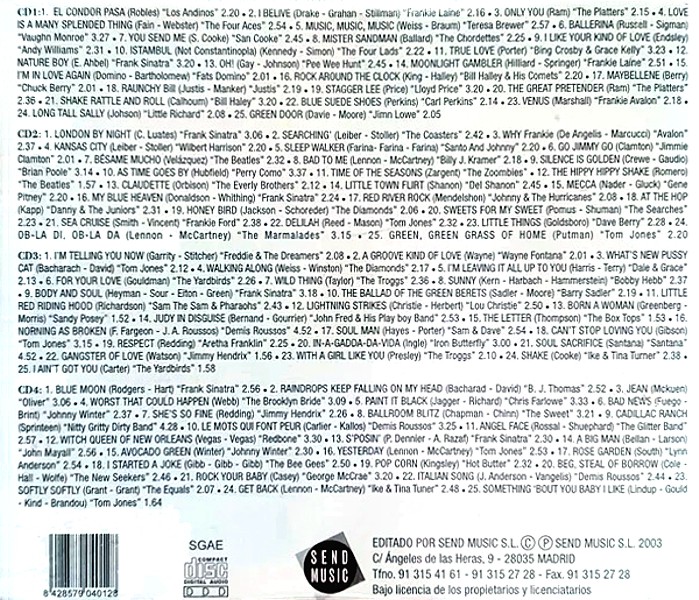 CD1:1. EL CONDOR PASA (Robles) "Los Andinos" 2.20 • 2. I BELIVE (Drake - Graham - Stillman) "Frankie Laine" 2.16 • 3. ONLY YOU (Ram) "The Platters" 2.15 • 4. LOVE
IS A MANY SPLENDED THING (Fain - Webster) "The Four Aces" 2.54 • 5. MUSIC, MUSIC, MUSIC (Weiss - Braum) "Teresa Brewer" 2.57 • 6. BALLERINA (Russell - Sigman)
"Vaughn Monroe" 3.27 • 7. YOU SEND ME (S. Cooke) "San Cooke" 2.45 • 8. MISTER SANDMAN (Ballard) "The Chordettes" 2.25 • 9. I LIKE YOUR KIND OF LOVE (Endsley)
"Andy Williams" 2.31 • 10. ISTAMBUL (Not Constantinopla) (Kennedy - Simon) "The Four Lads" 2.22 • 11. TRUE LOVE (Porter) "Bing Crosby & Grace Kelly" 3.23 • 12.
NATURE BOY (E. Ahbel) "Frank Sinatra" 3.20 • 13. OH! (Gay - Johnson) "Pee Wee Hunt" 2.45 • 14. MOONLIGHT GAMBLER (Hilliard - Springer) "Frankie Laine" 2.51 • 15.
I'M IN LOVE AGAIN (Domino - Bartholomew) "Fats Domino" 2.01 • 16. ROCK AROUND THE CLOCK (King - Halley) "Bill Halley & His Comets" 2.20 • 17. MAYBELLENE (Berry)
"Chuck Berry" 2.01 • 18. RAUNCHY BILL (Justis - Manker) "Justis" 2.19 • 19. STAGGER LEE (Price) "Lloyd Price" 3.20 • 20. THE GREAT PRETENDER (Ram) "The Platters"
2.36 • 21. SHAKE RATTLE AND ROLL (Calhoum) "Bill Haley" 3.20 • 22. BLUE SUEDE SHOES (Perkins) "Carl Perkins" 2.14 • 23. VENUS (Marshall) "Frankie Avalon" 2.18 •
24. LONG TALL SALLY (Johson) "Little Richard" 2.08 • 25. GREEN DOOR (Davie - Moore) "Jimn Lowe" 2.05
CD2: 1. LONDON BY NIGHT (C. Luates) "Frank Sinatra" 3.06 • 2. SEARCHING' (Leiber - Stoller) "The Coasters" 2.42 • 3. WHY FRANKIE (De Angelis - Marcucci) "Avalon"
2.37 • 4. KANSAS CITY (Leiber - Stoller) "Wilbert Harrison" 2.20 • 5. SLEEP WALKER (Farina- Farina - Farina) "Santo And Johnny" 2.20 • 6. GO JIMMY GO (Clamton) "Jimmie
Clamton" 2.01 • 7. BÉSAME MUCHO (Velázquez) "The Beatles" 2.32 • 8. BAD TO ME (Lennon - McCartney) "Billy J. Kramer" 2.18 • 9. SILENCE IS GOLDEN (Crewe - Gaudio)
"Brian Poole" 3.14 • 10. AS TIME GOES BY (Hubfield) "Perry Como" 3.37 • 11. TIME OF THE SEASONS (Zargent) "The Zoombies" • 12. THE HIPPY HIPPY SHAKE (Romero)
"The Beatles" 1.57 • 13. CLAUDETTE (Orbison) "The Everly Brothers" 2.12 • 14. LITTLE TOWN FLIRT (Shanon) "Del Shanon" 2.45 • 15. MECCA (Nader - Gluck) "Gene
Pitney" 2.20 • 16. MY BLUE HEAVEN (Donaldson - Whithing) "Frank Sinatra" 2.24 • 17. RED RIVER ROCK (Mendelshon) "Johnny & The Hurricanes" 2.08 • 18. AT THE HOP
(Kapp) "Danny & The Juniors" 2.31 • 19. HONEY BIRD (Jackson - Schoreder) "The Diamonds" 2.06 • 20. SWEETS FOR MY SWEET (Pomus - Shuman) "The Searches"
2.23 • 21. SEA CRUISE (Smith - Vincent) "Frankie Ford" 2.38 • 22. DELILAH (Reed - Mason) "Tom Jones" 2.32 • 23. LITTLE THINGS (Goldsboro) "Dave Berry" 2.28 • 24.
OB-LA DI, OB-LA DA (Lennon - McCartney) "The Marmalades" 3.15 • 25. GREEN, GREEN GRASS OF HOME (Putman) "Tom Jones" 2.20
CD3: 1. I'M TELLING YOU NOW (Garrity - Stitcher) "Freddie & The Dreamers" 2.08 • 2. A GROOVE KIND OF LOVE (Wayne) "Wayne Fontana" 2.01 • 3. WHAT'S NEW PUSSY
CAT (Bacharach - David) "Tom Jones" 2.12 • 4. WALKING ALONG (Weiss - Winston) "The Diamonds" 2.17 • 5. I'M LEAVING IT ALL UP TO YOU (Harris - Terry) "Dale & Grace"
2.13 • 6. FOR YOUR LOVE (Gouldman) "The Yardbirds" 2.26 • 7. WILD THING (Taylor) "The Troggs" 2.36 • 8. SUNNY (Kern - Harbach - Hammerstein) "Bobby Hebb" 2.37
• 9. BODY AND SOUL (Heyman - Sour - Eiton - Green) "Frank Sinatra" 3.18 • 10. THE BALLAD OF THE GREEN BERETS (Sadler - Moore) "Barry Sadler" 2.19 • 11. LITTLE
RED RIDING HOOD (Richardson) "Sam The Sam & Pharaohs" 2.43 • 12. LIGHTNING STRIKES (Christie - Herbert) "Lou Christie" 2.50 • 13. BORN A WOMAN (Greenberg-
Morris) "Sandy Posey" 1.52 • 14. JUDY IN DISGUISE (Bernand - Gourrier) "John Fred & His Play boy Band" 2.53 • 15. THE LETTER (Thompson) "The Box Tops" 1.53 • 16.
NORNING AS BROKEN (F. Fargeon - J. A. Roussos) "Demis Roussos" 4.52 • 17. SOUL MAN (Hayes - Porter) "Sam & Dave" 2.54 • 18. CAN'T STOP LOVING YOU (Gibson)
"Tom Jones" 3.15 • 19. RESPECT (Redding) "Aretha Franklin" 2.25 • 20. IN-A-GADDA-DA-VIDA (Ingle) "Iron Butterfly" 3.00 • 21. SOUL SACRIFICE (Santana) "Santana"
4.52 • 22. GANGSTER OF LOVE (Watson) "Jimmy Hendrix" 1.56 • 23. WITH A GIRL LIKE YOU (Presley) "The Troggs" 2.10 • 24. SHAKE (Cooke) "Ike & Tina Turner" 2.38 •
25. I AIN'T GOT YOU (Carter) "The Yardbirds" 1.58
CD4: 1. BLUE MOON (Rodgers - Hart) "Frank Sinatra" 2.56 • 2. RAINDROPS KEEP FALLING ON MY HEAD (Bacharad - David) "B. J. Thomas" 2.52 • 3. JEAN (Mckuen)
"Oliver" 3.06 • 4. WORST THAT COULD HAPPEN (Webb) "The Brooklyn Bridge" 3.09 • 5. PAINT IT BLACK (Jagger - Richard) "Chris Farlowe" 3.33 • 6. BAD NEWS (Feugo -
Brint) "Johnny Winter" 2.37 • 7. SHE'S SO FINE (Redding) "Jimmy Hendrix" 2.26 • 8. BALLROOM BLITZ (Chapman - Chinn) "The Sweet" 3.21 • 9. CADILLAC RANCH
(Sprinteen) "Nitty Gritty Dirty Band" 4.28 • 10. LE MOTS QUI FONT PEUR (Carlier - Kallos) "Demis Roussos" 3.25 • 11. ANGEL FACE (Rossal - Shuephard) "The Glitter Band"
2.57 • 12. WITCH QUEEN OF NEW ORLEANS (Vegas - Vegas) "Redbone" 3.30 • 13. S'POSIN' (P. Dennier - A. Razaf) "Frank Sinatra" 2.30 • 14. A BIG MAN (Bellan - Larson)
"John Mayall" 2.56 • 15. AVOCADO GREEN (Winter) "Johnny Winter" 2.30 • 16. YESTERDAY (Lennon - McCartney) "Tom Jones" 2.53 • 17. ROSE GARDEN (South) "Lynn
Anderson" 2.54 • 18. I STARTED A JOKE (Gibb - Gibb - Gibb) "The Bee Gees" 2.50 • 19. POP CORN (Kingsley) "Hot Butter" 2.32 • 20. BEG, STEAL OF BORROW (Cole -
Hall - Wolfe) "The New Seekers" 2.46 • 21. ROCK YOUR BABY (Casey) "George McCrae" 3.20 • 22. ITALIAN SONG (J. Anderson - Vangelis) "Demis Roussos" 2.44 • 23.
SOFTLY SOFTLY (Grant - Grant) "The Equals" 2.07 • 24. GET BACK (Lennon - McCartney) "Ike & Tina Tuner" 2.48 • 25. SOMETHING 'BOUT YOU BABY I LIKE (Lindup - Gould
- Kind - Brandou) "Tom Jones" 1.64
8428579040128
SGAE
COMPACT
disc
DIGITAL AUDIO
D D D
SEND
MUSIC
EDITADO POR SEND MUSIC S.L. Ⓒ Ⓟ SEND MUSIC S.L. 2003
C/ Ángeles de las Heras, 9 - 28035 MADRID
Tfno. 91 315 41 61 - 91 315 27 28 - Fax. 91 315 27 28
Bajo licencia de los propietarios y licenciatarios